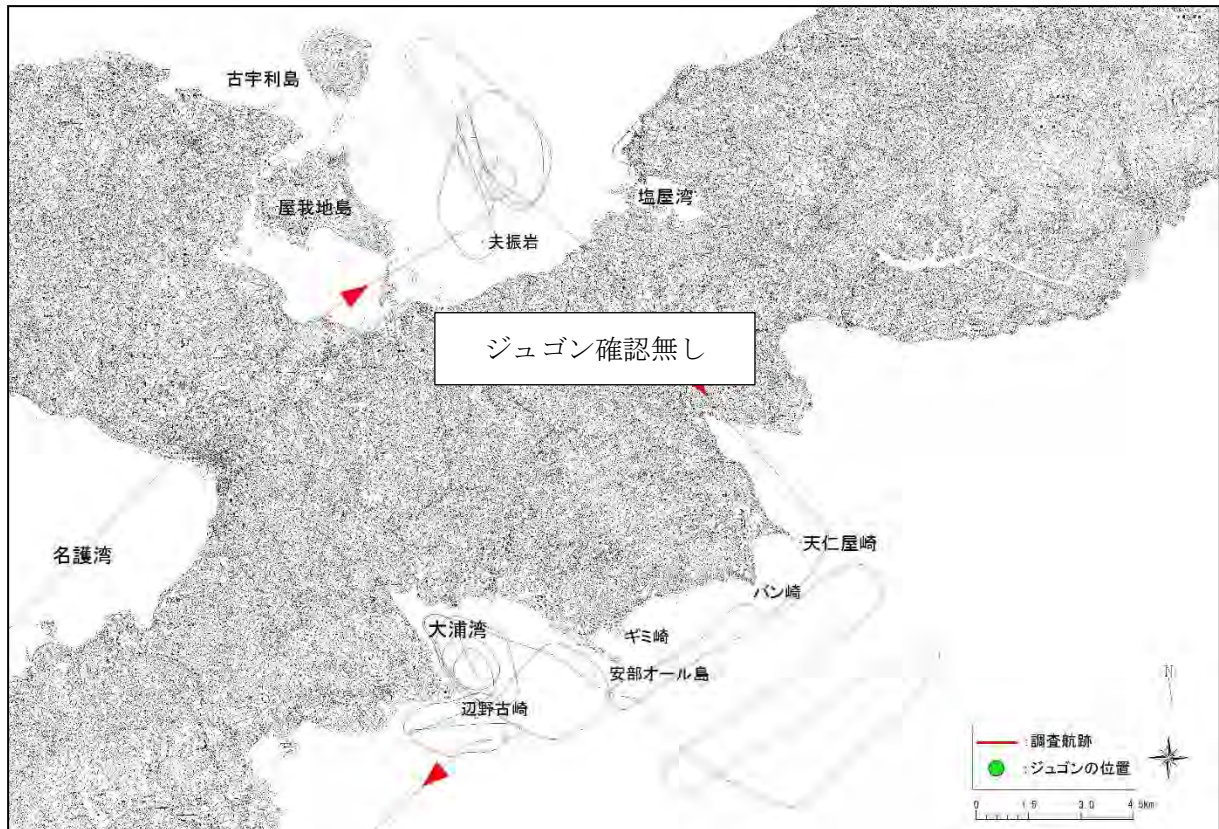 古宇利島
屋我地島
塩屋湾
夫振岩
ジュゴン確認無し
名護湾
天仁屋崎
バン崎
大浦湾
ギミ崎
安部オール島
辺野古崎
N
:調査航跡
:ジュゴンの位置
0 1.5 3.0 4.5km